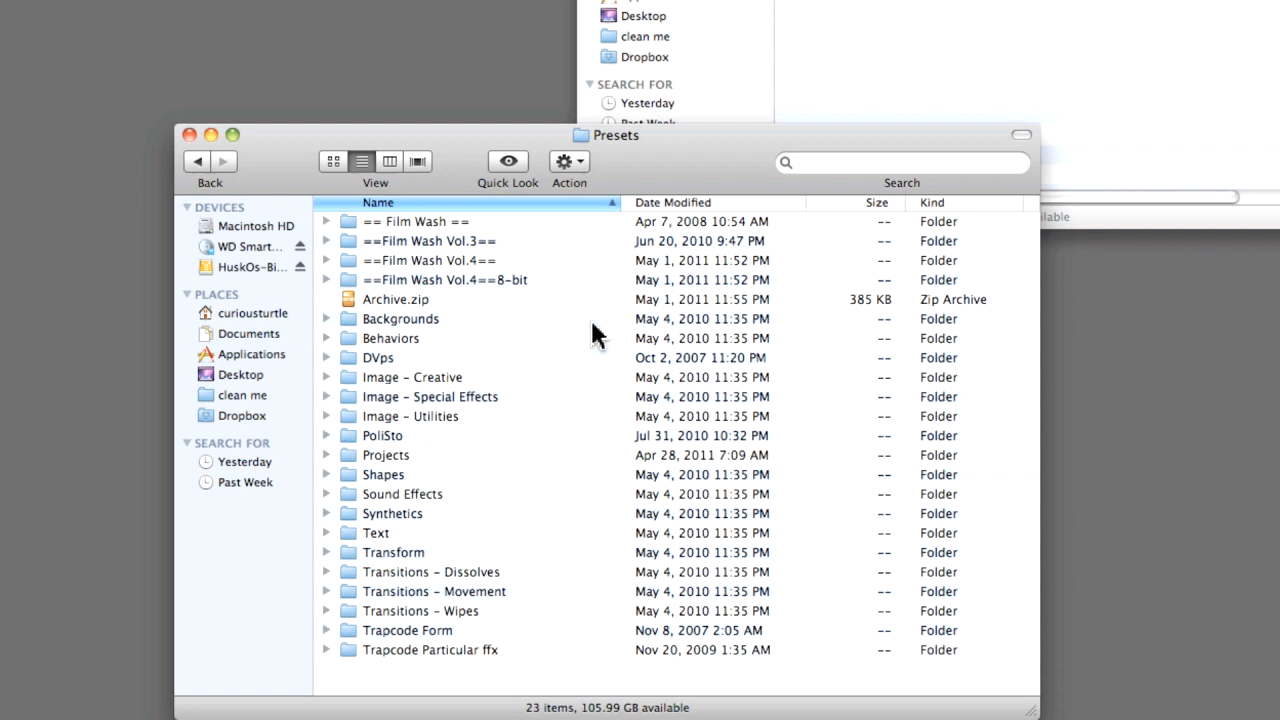 Desktop
clean me
Dropbox
SEARCH FOR
Yesterday
Past Week
Presets
Back
View
Quick Look
Action
Search
Name Date Modified Size Kind
DEVICES
Macintosh HD
WD Smart...
HuskOs-Bi...
PLACES
curiousturtle
Documents
Applications
Desktop
clean me
Dropbox
SEARCH FOR
Yesterday
Past Week
== Film Wash == Apr 7, 2008 10:54 AM -- Folder
==Film Wash Vol.3== Jun 20, 2010 9:47 PM -- Folder
==Film Wash Vol.4== May 1, 2011 11:52 PM -- Folder
==Film Wash Vol.4==8-bit May 1, 2011 11:52 PM -- Folder
Archive.zip May 1, 2011 11:55 PM 385 KB Zip Archive
Backgrounds May 4, 2010 11:35 PM -- Folder
Behaviors May 4, 2010 11:35 PM -- Folder
DVps Oct 2, 2007 11:20 PM -- Folder
Image – Creative May 4, 2010 11:35 PM -- Folder
Image – Special Effects May 4, 2010 11:35 PM -- Folder
Image – Utilities May 4, 2010 11:35 PM -- Folder
PoliSto Jul 31, 2010 10:32 PM -- Folder
Projects Apr 28, 2011 7:09 AM -- Folder
Shapes May 4, 2010 11:35 PM -- Folder
Sound Effects May 4, 2010 11:35 PM -- Folder
Synthetics May 4, 2010 11:35 PM -- Folder
Text May 4, 2010 11:35 PM -- Folder
Transform May 4, 2010 11:35 PM -- Folder
Transitions – Dissolves May 4, 2010 11:35 PM -- Folder
Transitions – Movement May 4, 2010 11:35 PM -- Folder
Transitions – Wipes May 4, 2010 11:35 PM -- Folder
Trapcode Form Nov 8, 2007 2:05 AM -- Folder
Trapcode Particular ffx Nov 20, 2009 1:35 AM -- Folder
23 items, 105.99 GB available